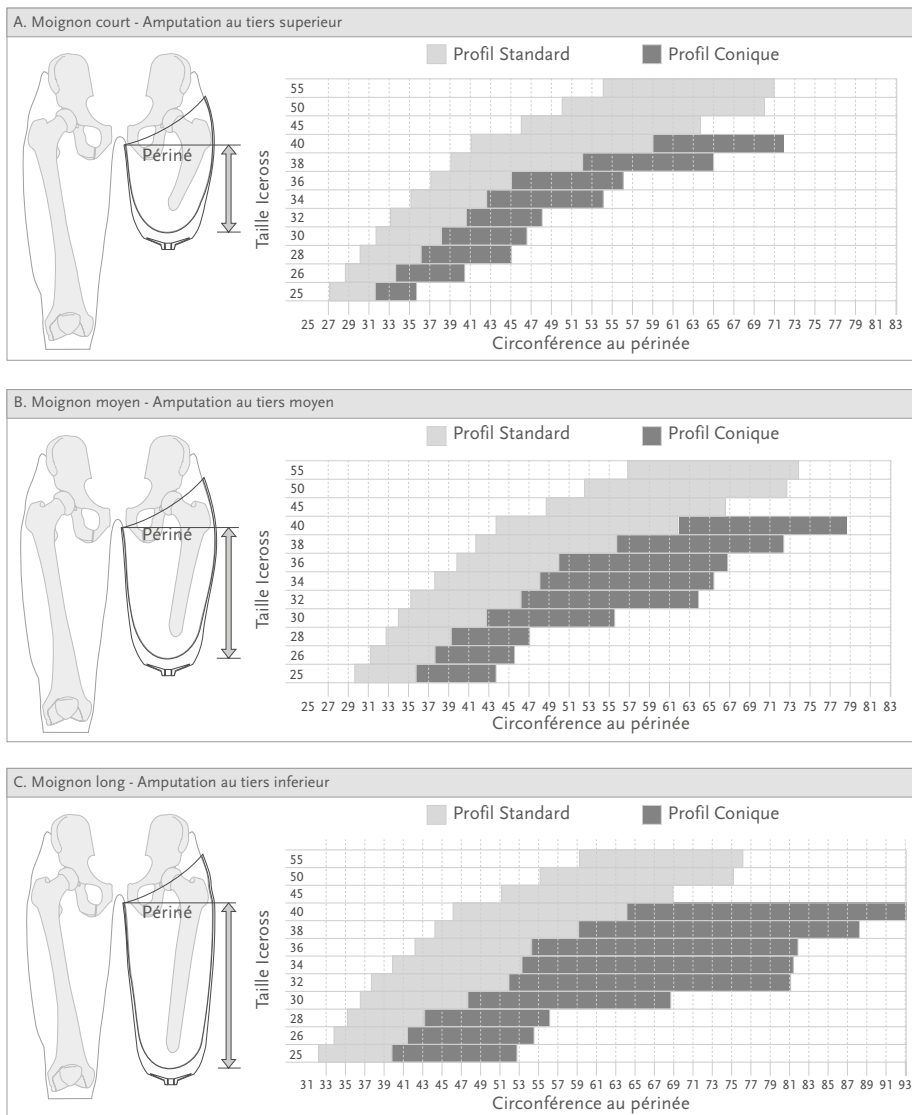 A. Moignon court - Amputation au tiers superieur
Profil Standard Profil Conique
Périné
Taille Iceross
55
50
45
40
38
36
34
32
30
28
26
25
25 27 29 31 33 35 37 39 41 43 45 47 49 51 53 55 57 59 61 63 65 67 69 71 73 75 77 79 81 83
Circonférence au périnée
B. Moignon moyen - Amputation au tiers moyen
Profil Standard Profil Conique
Périné
Taille Iceross
55
50
45
40
38
36
34
32
30
28
26
25
25 27 29 31 33 35 37 39 41 43 45 47 49 51 53 55 57 59 61 63 65 67 69 71 73 75 77 79 81 83
Circonférence au périnée
C. Moignon long - Amputation au tiers inferieur
Profil Standard Profil Conique
Périné
Taille Iceross
55
50
45
40
38
36
34
32
30
28
26
25
31 33 35 37 39 41 43 45 47 49 51 53 55 57 59 61 63 65 67 69 71 73 75 77 79 81 83 85 87 89 91 93
Circonférence au périnée